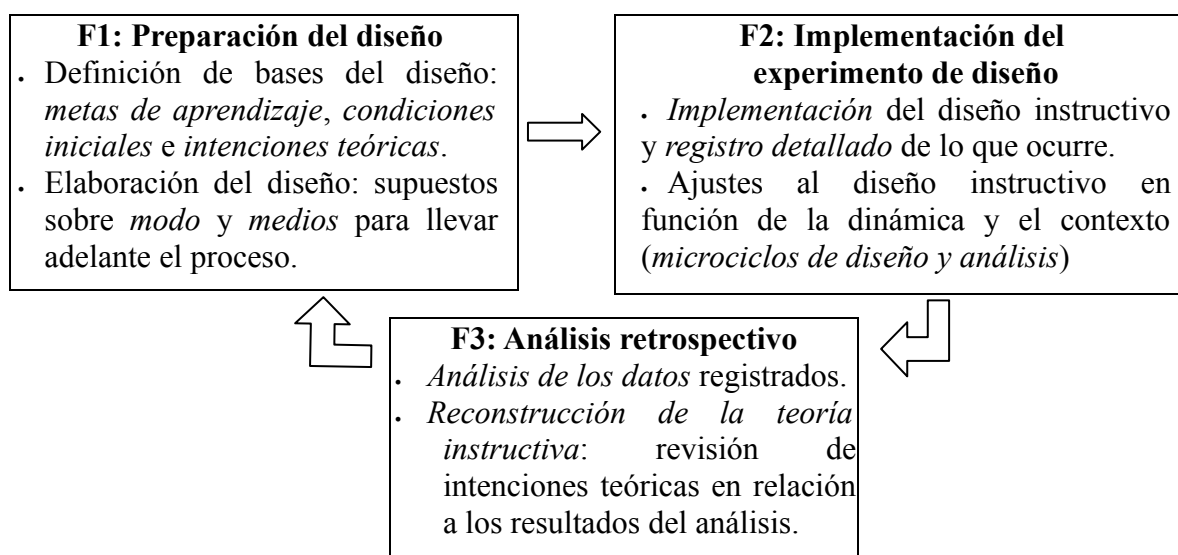 F1: Preparación del diseño
• Definición de bases del diseño:
metas de aprendizaje, condiciones
iniciales e intenciones teóricas.
• Elaboración del diseño: supuestos
sobre modo y medios para llevar
adelante el proceso.
F2: Implementación del
experimento de diseño
• Implementación del diseño instructivo
y registro detallado de lo que ocurre.
• Ajustes al diseño instructivo en
función de la dinámica y el contexto
(microciclos de diseño y análisis)
F3: Análisis retrospectivo
• Análisis de los datos registrados.
• Reconstrucción de la teoría
instructiva: revisión de
intenciones teóricas en relación
a los resultados del análisis.